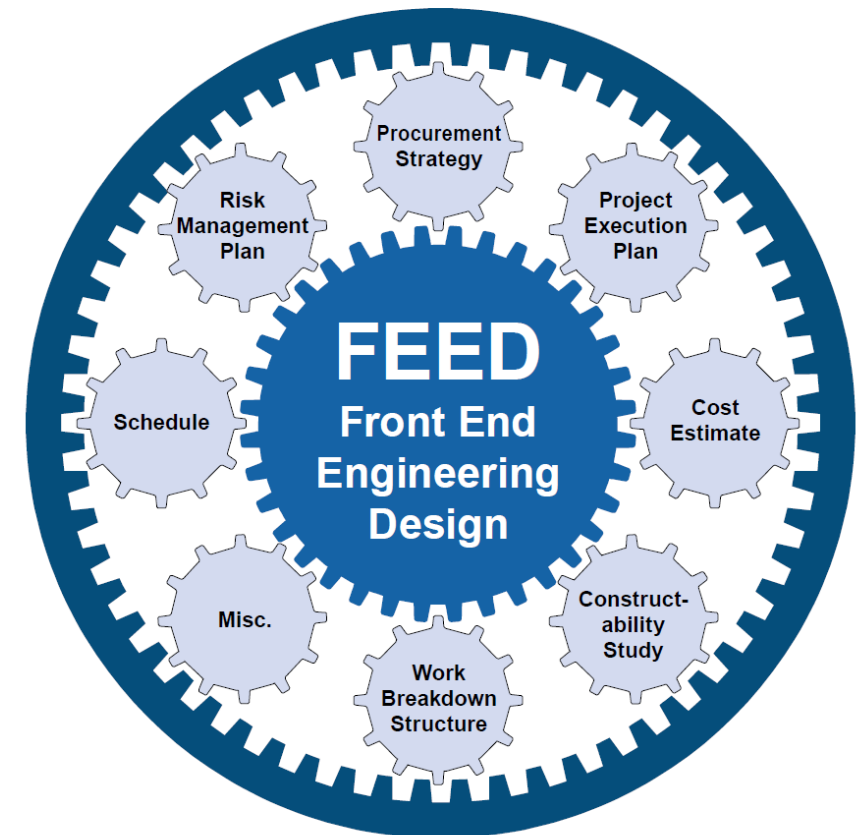 Procurement
Strategy
Risk
Management
Plan
Project
Execution
Plan
FEED
Front End
Engineering
Design
Schedule
Cost
Estimate
Misc.
Construct-
ability
Study
Work
Breakdown
Structure